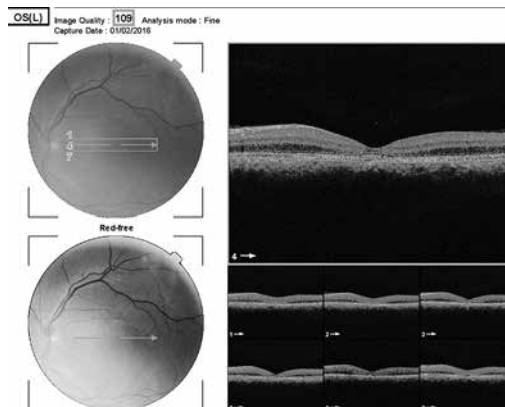 OS(L) Image Quality : 109 Analysis mode : Fine
Capture Date : 01/02/2016
Red-free
4
1 2 3